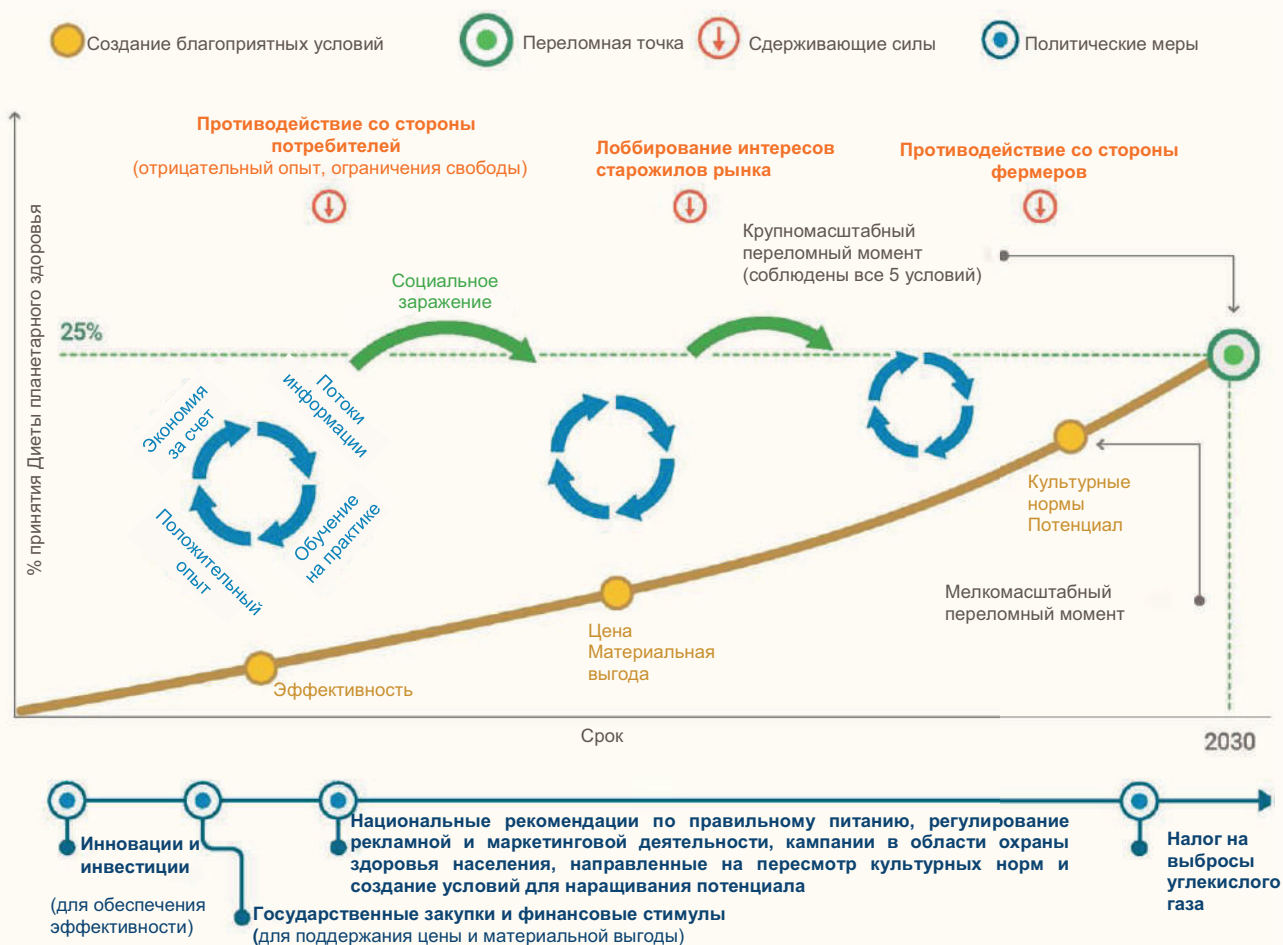 Создание благоприятных условий
Переломная точка
Сдерживающие силы
Политические меры
Противодействие со стороны
потребителей
(отрицательный опыт, ограничения свободы)
Лоббирование интересов
старожилов рынка
Противодействие со стороны
фермеров
% принятия Диеты планетарного здоровья
Крупномасштабный
переломный момент
(соблюдены все 5 условий)
Социальное
заражение
25%
Экономия
за счет
Потоки
информации
Положительный
опыт
Обучение
на практике
Культурные
нормы
Потенциал
Мелкомасштабный
переломный момент
Цена
Материальная
выгода
Эффективность
Срок
2030
Инновации и
инвестиции
(для обеспечения
эффективности)
Государственные закупки и финансовые стимулы
(для поддержания цены и материальной выгоды)
Национальные рекомендации по правильному питанию, регулирование
рекламной и маркетинговой деятельности, кампании в области охраны
здоровья населения, направленные на пересмотр культурных норм и
создание условий для наращивания потенциала
Налог на
выбросы
углекислого
газа